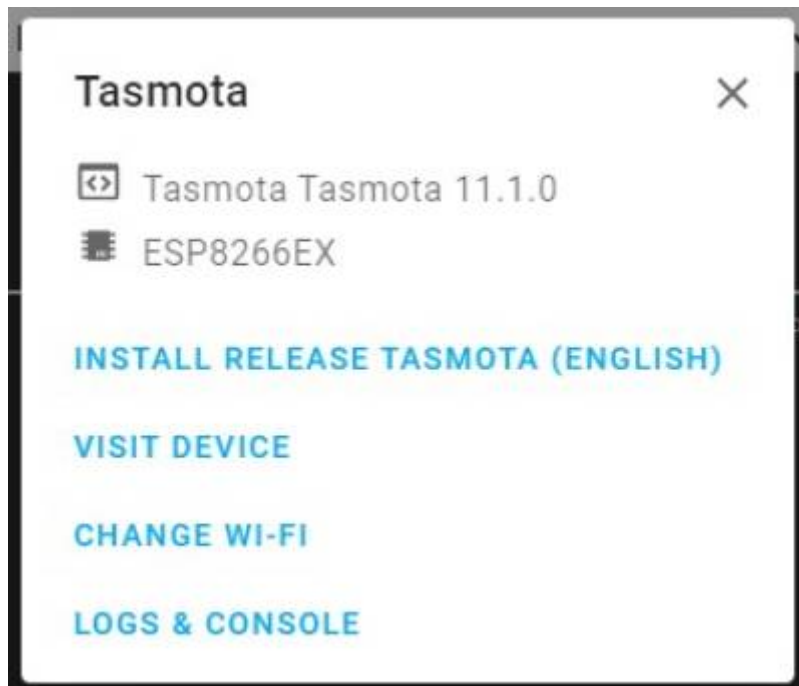 Tasmota
Tasmota Tasmota 11.1.0
ESP8266EX
INSTALL RELEASE TASMOTA (ENGLISH)
VISIT DEVICE
CHANGE WI-FI
LOGS & CONSOLE